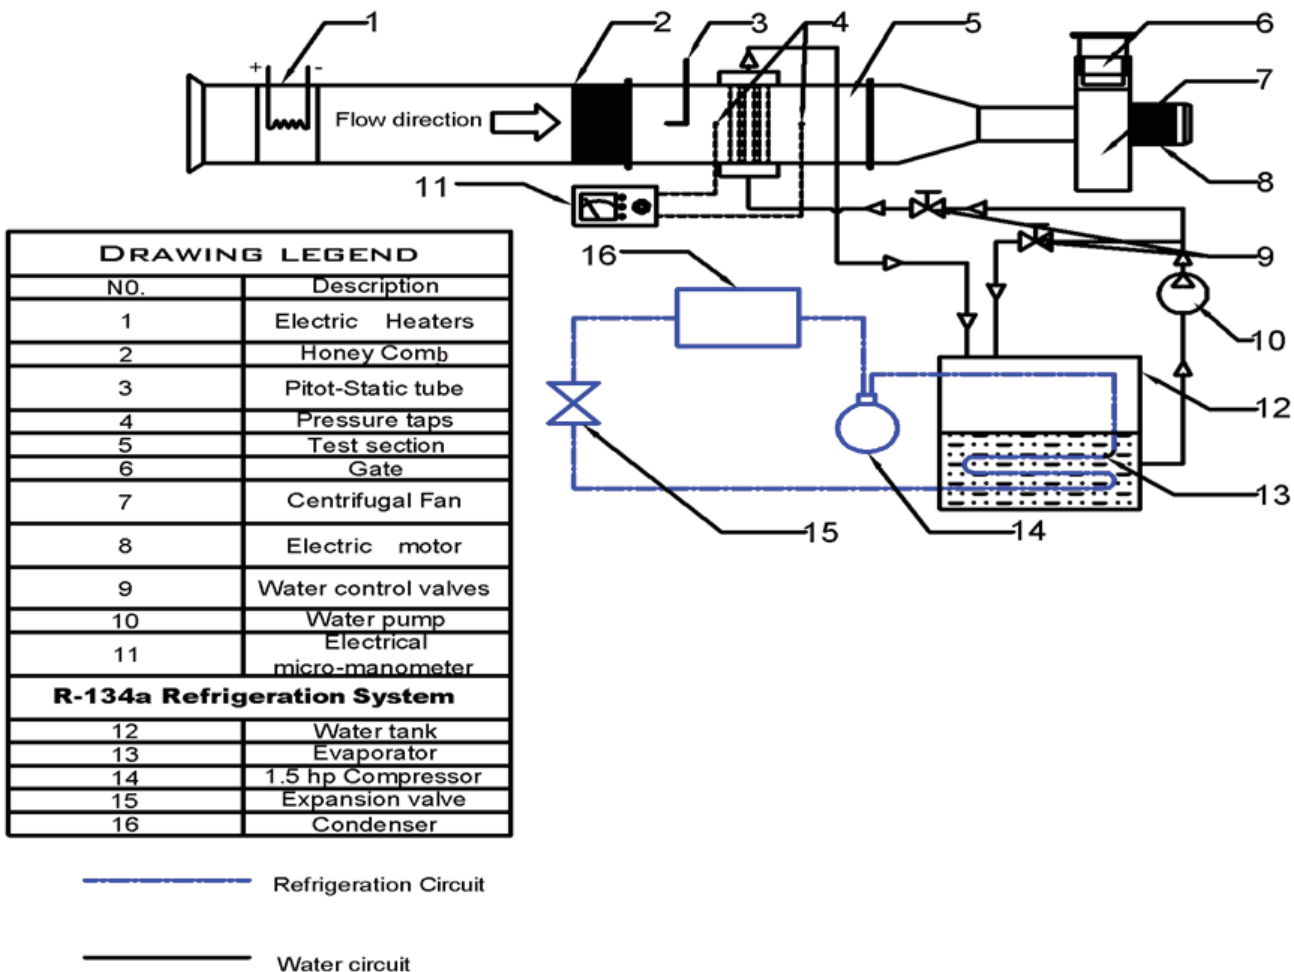 1
2
3
4
5
6
7
8
9
10
11
12
13
14
15
16
+ -
Flow direction
DRAWING LEGEND
NO. Description
1 Electric Heaters
2 Honey Comb
3 Pitot-Static tube
4 Pressure taps
5 Test section
6 Gate
7 Centrifugal Fan
8 Electric motor
9 Water control valves
10 Water pump
11 Electrical
micro-manometer
R-134a Refrigeration System
12 Water tank
13 Evaporator
14 1.5 hp Compressor
15 Expansion valve
16 Condenser
Refrigeration Circuit
Water circuit